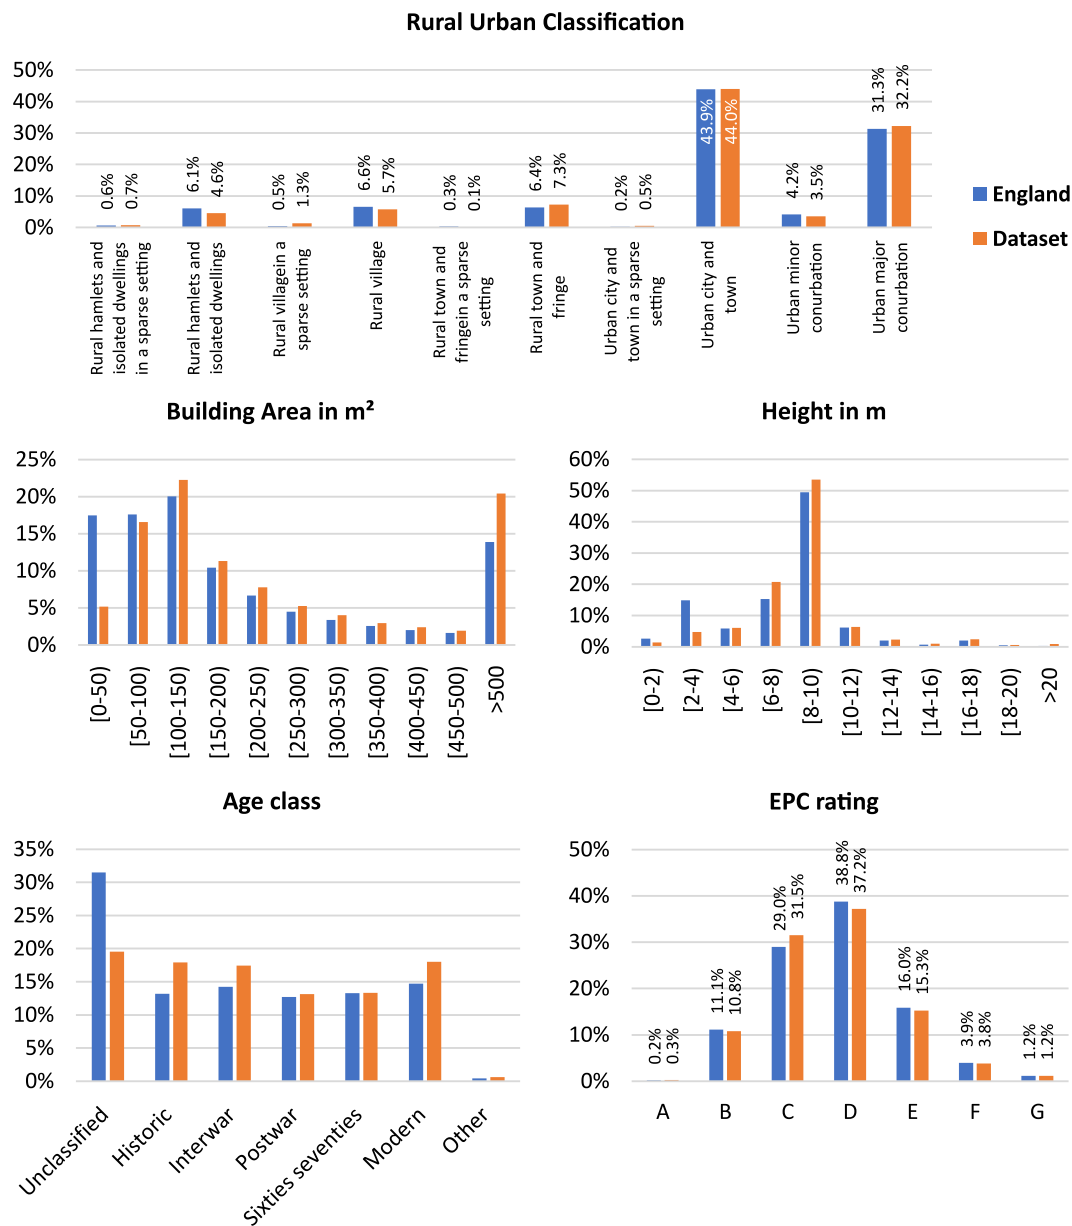 Rural Urban Classification
50%
40%
30%
20%
10%
0%
0.6%
0.7%
6.1%
4.6%
0.5%
1.3%
6.6%
5.7%
0.3%
0.1%
6.4%
7.3%
0.2%
0.5%
43.9%
44.0%
4.2%
3.5%
31.3%
32.2%
Rural hamlets and
isolated dwellings
in a sparse setting
Rural hamlets and
isolated dwellings
Rural villagein a
sparse setting
Rural village
Rural town and
fringein a sparse
setting
Rural town and
fringe
Urban city and
town in a sparse
setting
Urban city and
town
Urban minor
conurbation
Urban major
conurbation
England
Dataset
Building Area in m²
25%
20%
15%
10%
5%
0%
[0-50)
[50-100)
[100-150)
[150-200)
[200-250)
[250-300)
[300-350)
[350-400)
[400-450)
[450-500)
>500
Height in m
60%
50%
40%
30%
20%
10%
0%
[0-2)
[2-4)
[4-6)
[6-8)
[8-10)
[10-12)
[12-14)
[14-16)
[16-18)
[18-20)
>20
Age class
35%
30%
25%
20%
15%
10%
5%
0%
Unclassified
Historic
Interwar
Postwar
Sixties seventies
Modern
Other
EPC rating
50%
40%
30%
20%
10%
0%
0.2%
0.3%
11.1%
10.8%
29.0%
31.5%
38.8%
37.2%
16.0%
15.3%
3.9%
3.8%
1.2%
1.2%
A
B
C
D
E
F
G